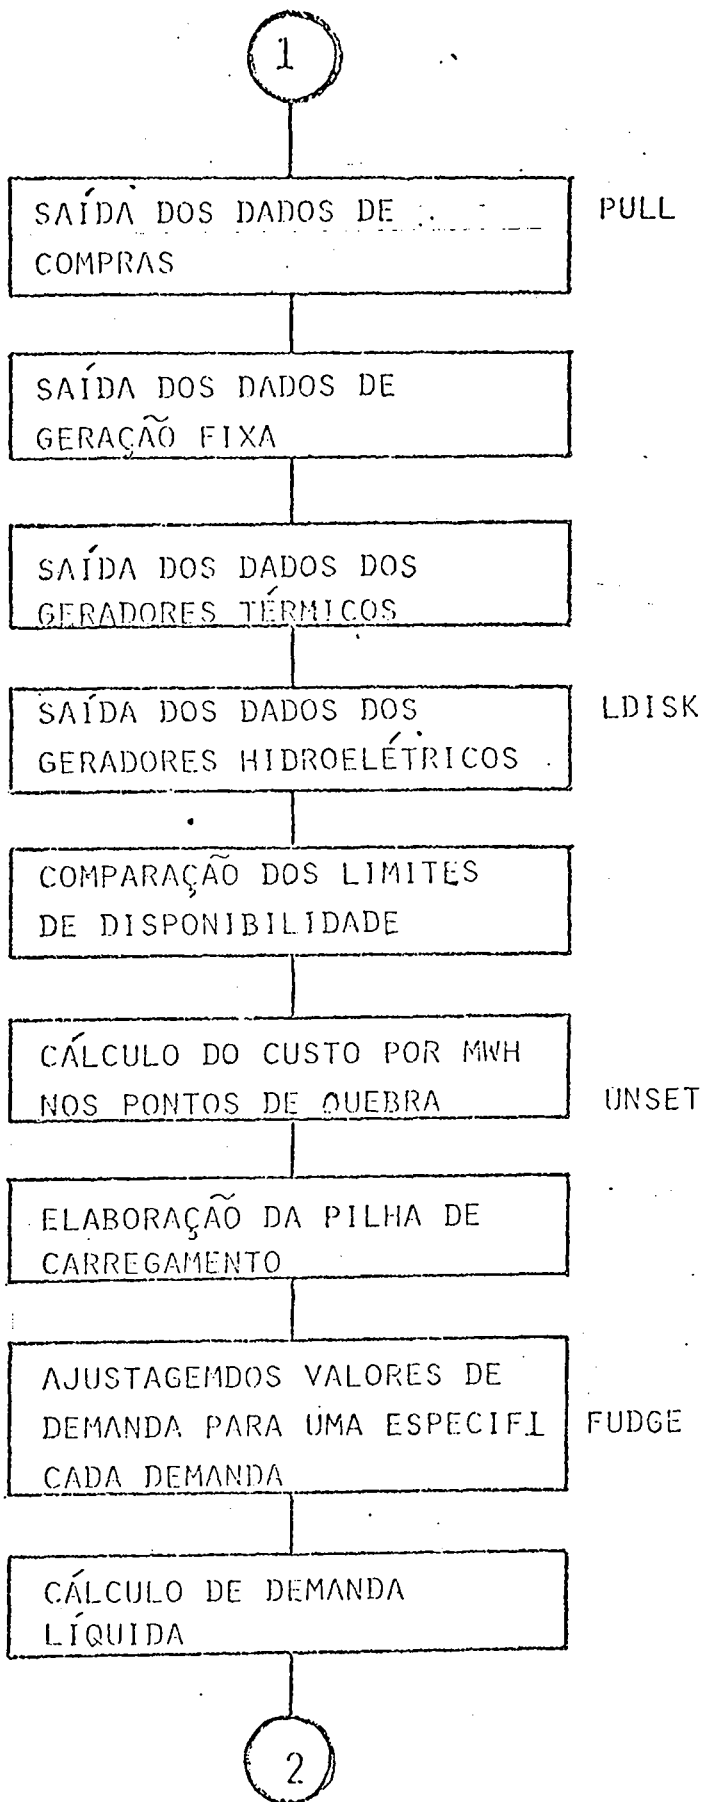 1
SAÍDA DOS DADOS DE
COMPRAS
PULL
SAÍDA DOS DADOS DE
GERAÇÃO FIXA
SAÍDA DOS DADOS DOS
GERADORES TÉRMICOS
SAÍDA DOS DADOS DOS
GERADORES HIDROELÉTRICOS
LDISK
COMPARAÇÃO DOS LIMITES
DE DISPONIBILIDADE
CÁLCULO DO CUSTO POR MWH
NOS PONTOS DE QUEBRA
UNSET
ELABORAÇÃO DA PILHA DE
CARREGAMENTO
AJUSTAGEMDOS VALORES DE
DEMANDA PARA UMA ESPECIFI
CADA DEMANDA
FUDGE
CÁLCULO DE DEMANDA
LÍQUIDA
2